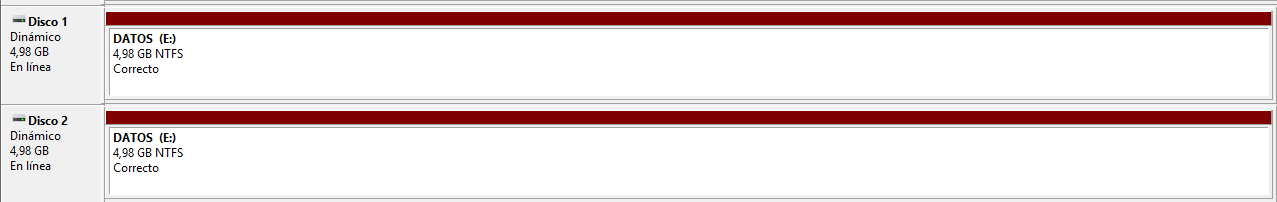 Disco 1
Dinámico
4,98 GB
En línea
DATOS (E:)
4,98 GB NTFS
Correcto
Disco 2
Dinámico
4,98 GB
En línea
DATOS (E:)
4,98 GB NTFS
Correcto